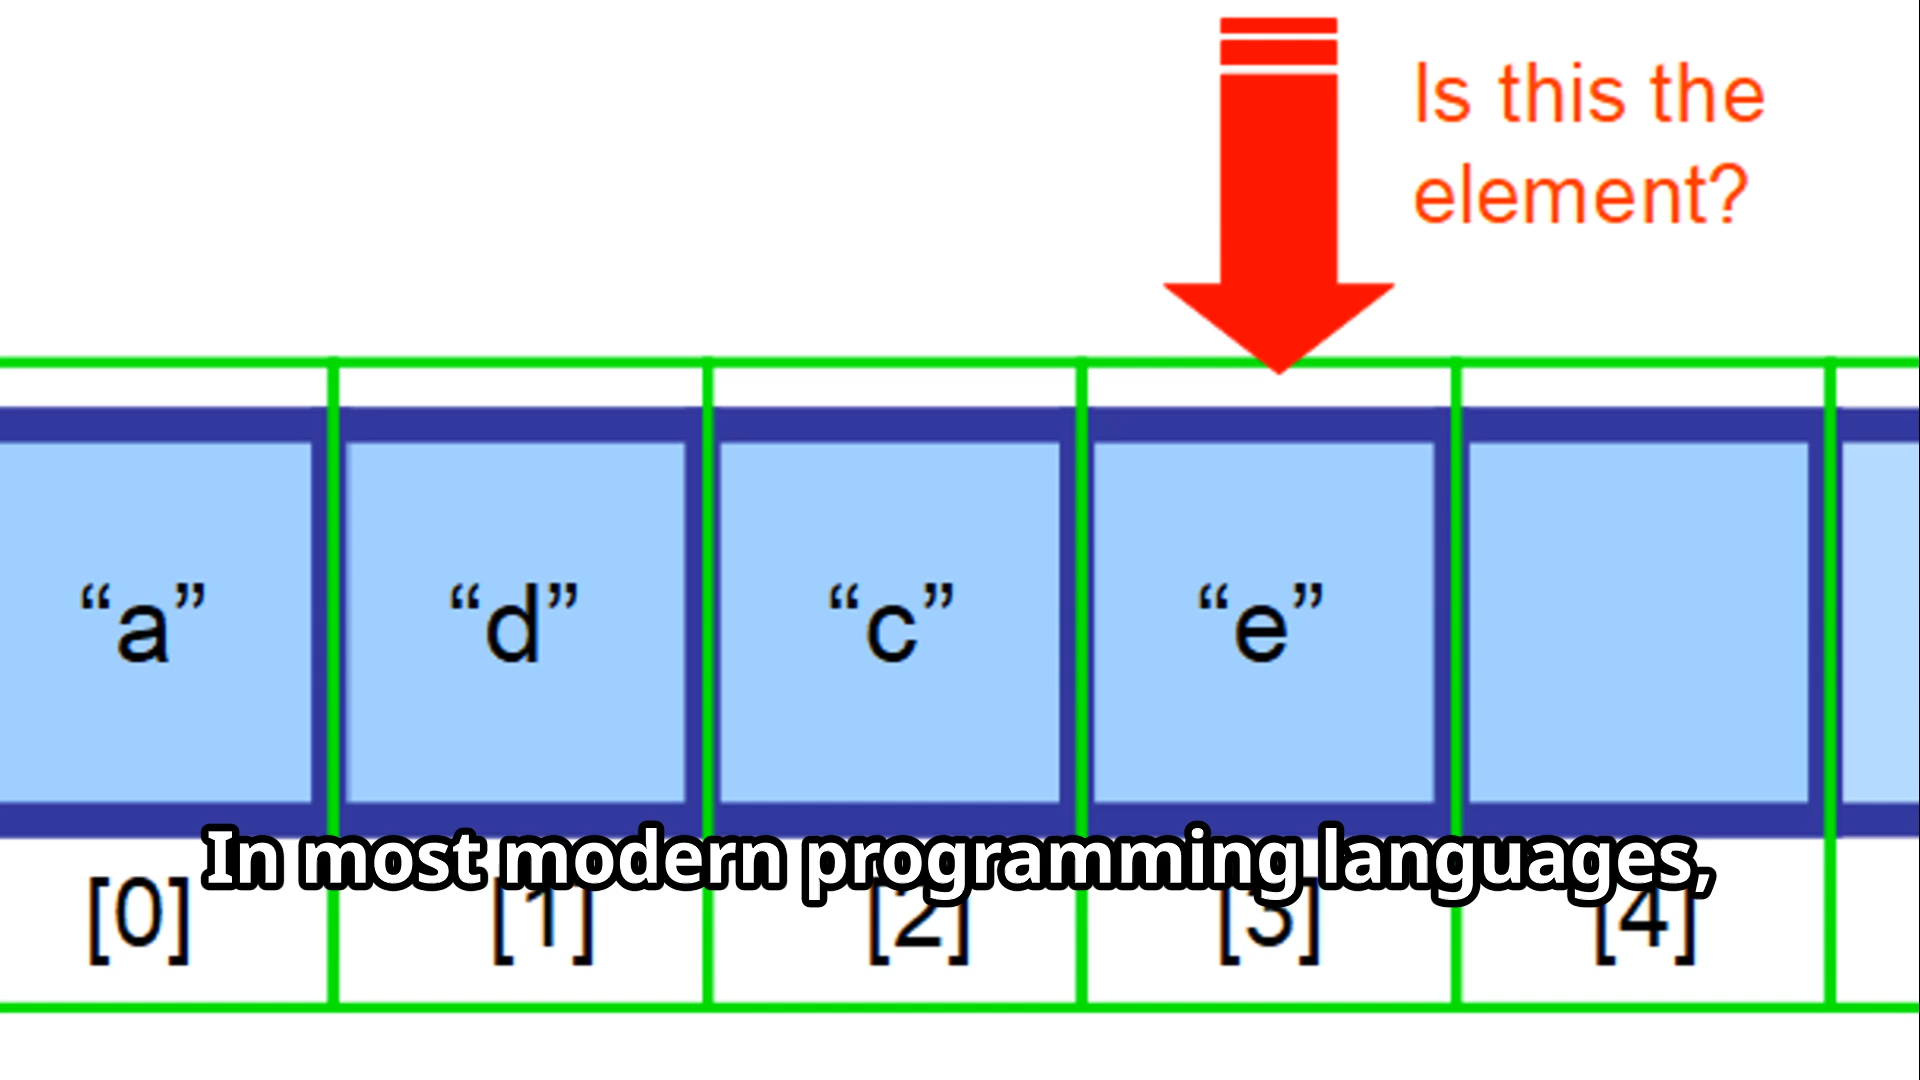 Is this the
element?
“a” “d” “c” “e”
In most modern programming languages,
[0] [1] [2] [3] [4]